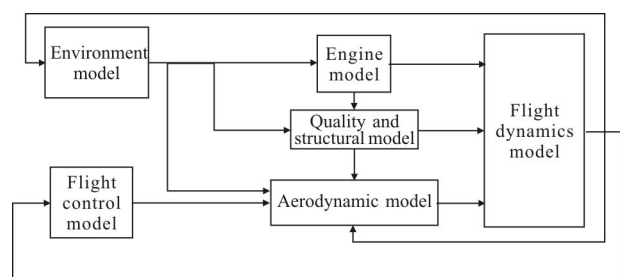 Environment
model
Engine
model
Flight
dynamics
model
Quality and
structural model
Flight
control
model
Aerodynamic model